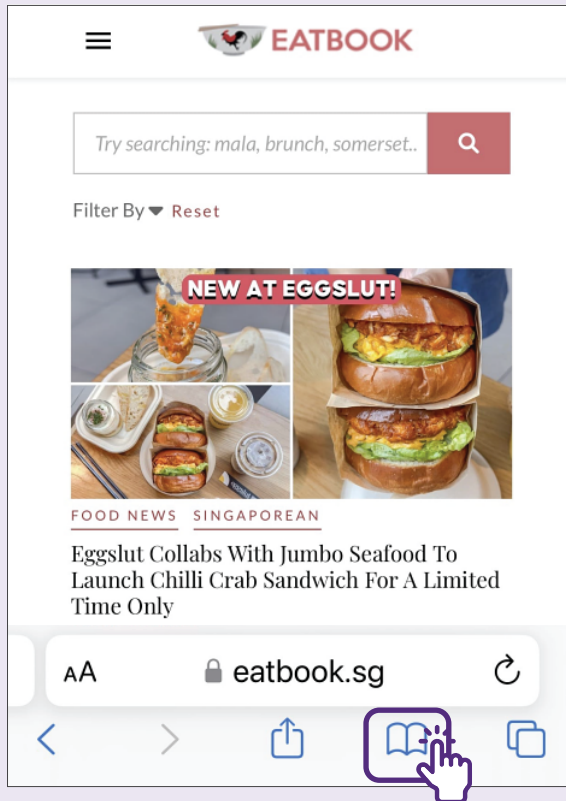 EATBOOK
Try searching: mala, brunch, somerset..
Filter By Reset
NEW AT EGGSLUT!
FOOD NEWS SINGAPOREAN
Eggslut Collabs With Jumbo Seafood To
Launch Chilli Crab Sandwich For A Limited
Time Only
AA eatbook.sg